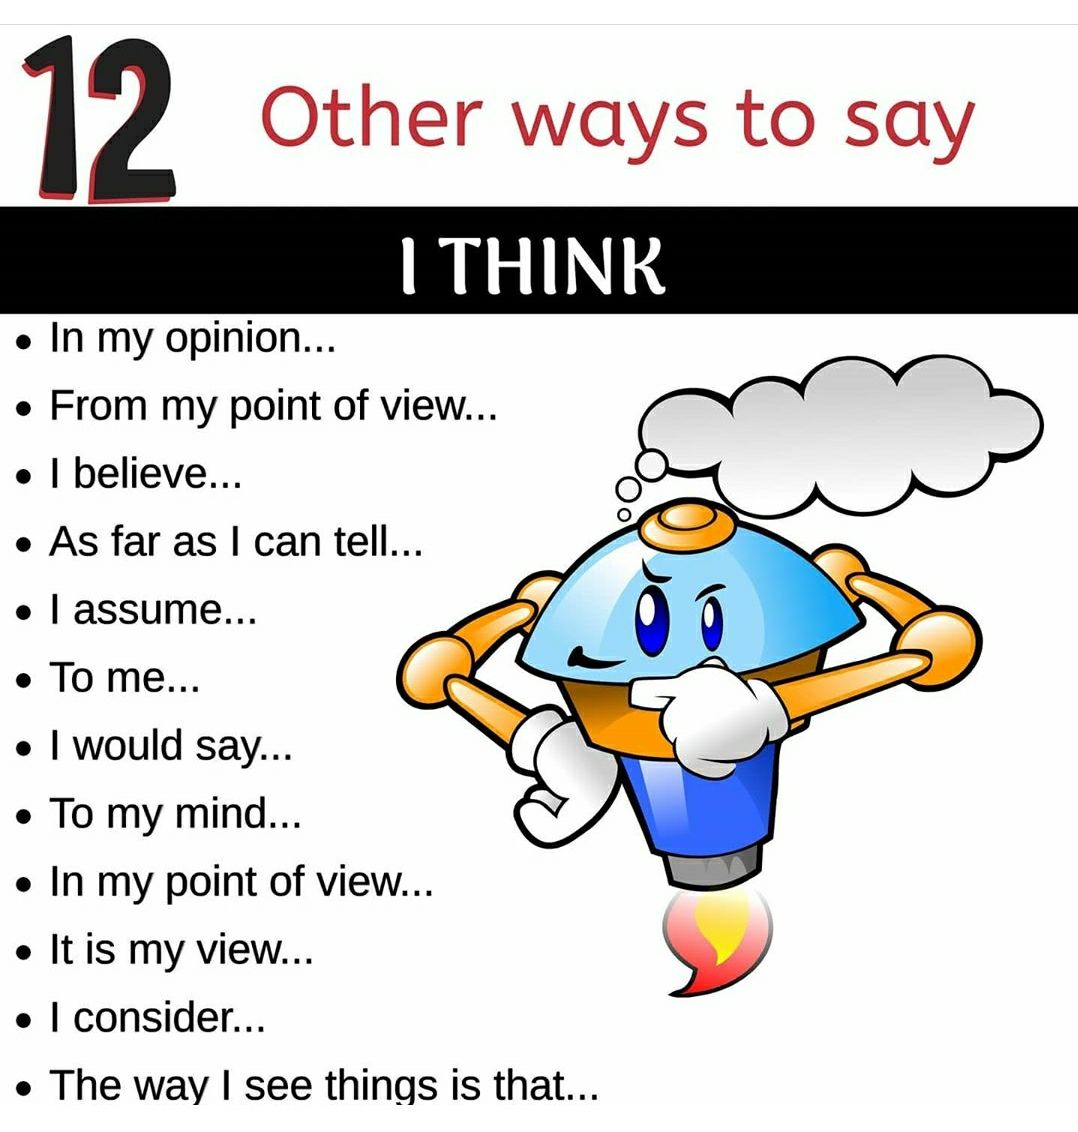 12 Other ways to say
I THINK
• In my opinion...
• From my point of view...
• I believe...
• As far as I can tell...
• I assume...
• To me...
• I would say...
• To my mind...
• In my point of view...
• It is my view...
• I consider...
• The way I see things is that...